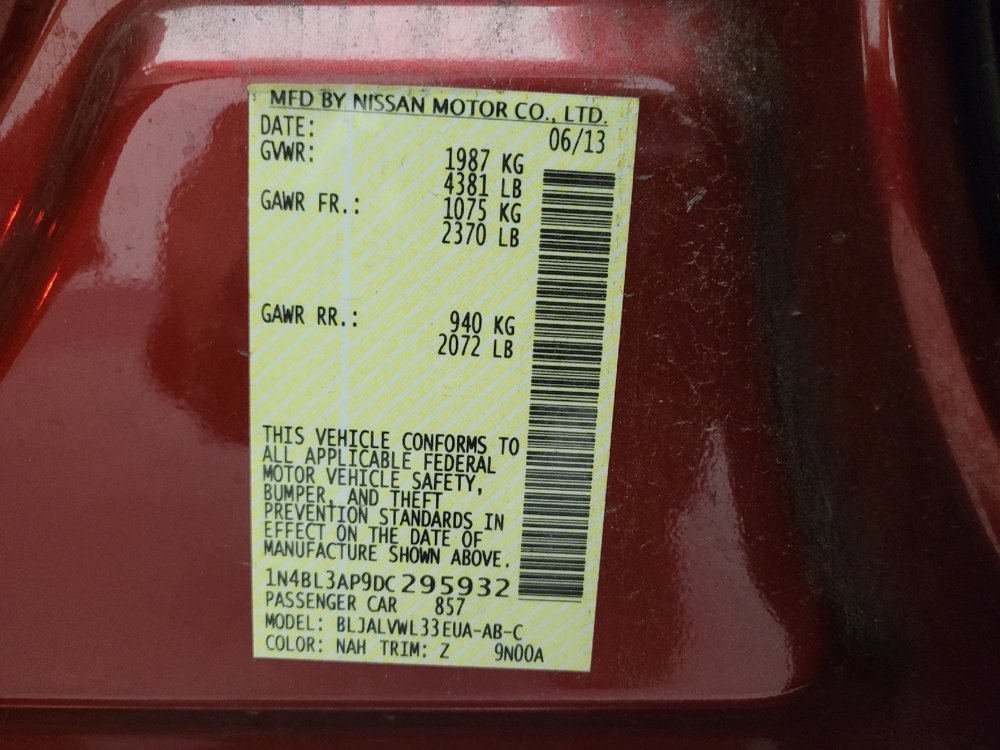 MFD BY NISSAN MOTOR CO., LTD.
DATE: 06/13
GVWR: 1987 KG
4381 LB
GAWR FR.: 1075 KG
2370 LB
GAWR RR.: 940 KG
2072 LB
THIS VEHICLE CONFORMS TO
ALL APPLICABLE FEDERAL
MOTOR VEHICLE SAFETY,
BUMPER, AND THEFT
PREVENTION STANDARDS IN
EFFECT ON THE DATE OF
MANUFACTURE SHOWN ABOVE.
1N4BL3AP9DC295932
PASSENGER CAR 857
MODEL: BLJALVWL33EUA-AB-C
COLOR: NAH TRIM: Z 9N00A